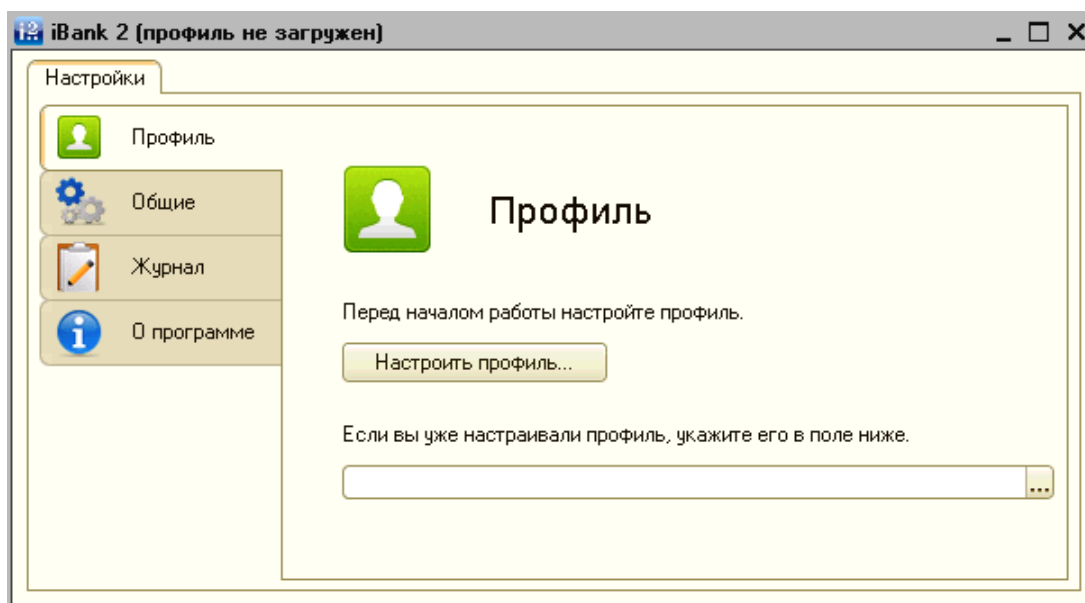 iBank 2 (профиль не загружен)
Настройки
Профиль
Общие
Журнал
О программе
Профиль
Перед началом работы настройте профиль.
Настроить профиль...
Если вы уже настраивали профиль, укажите его в поле ниже.
...